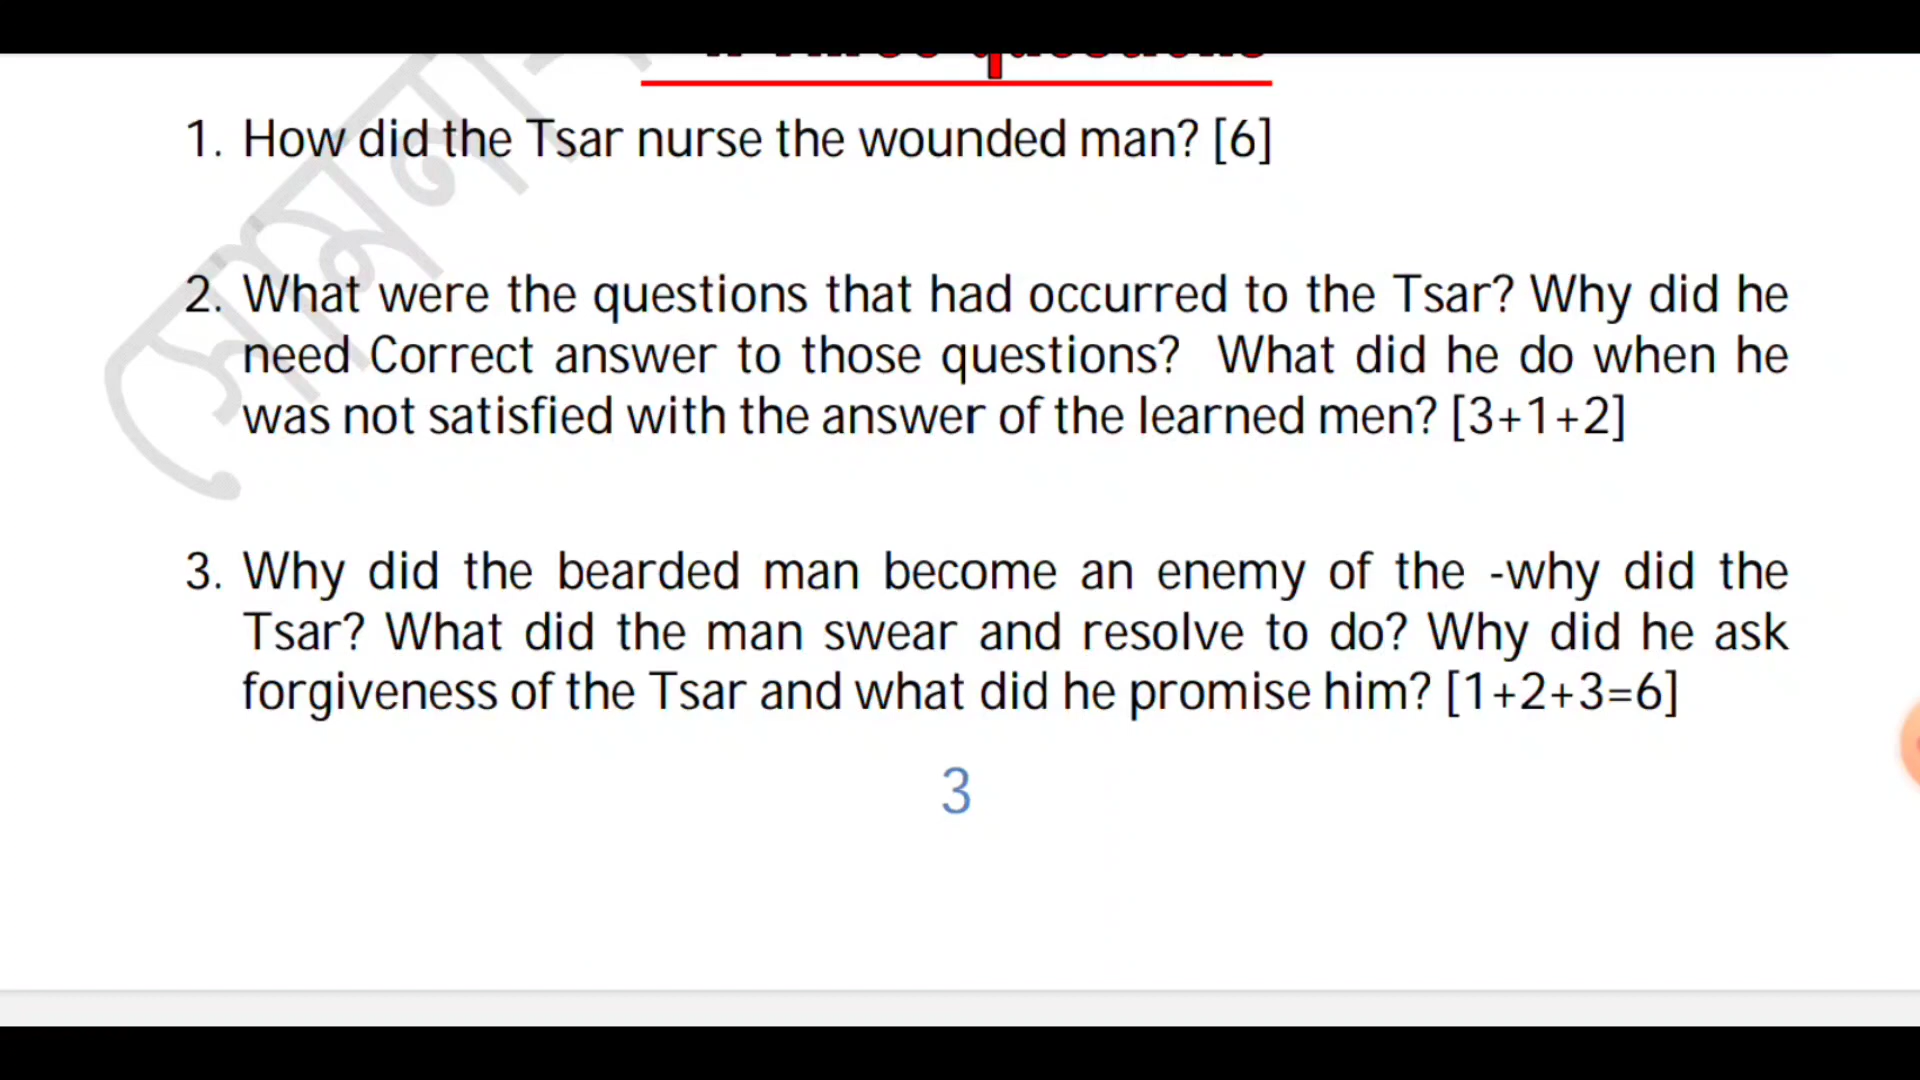 Three questions
1. How did the Tsar nurse the wounded man? [6]
2. What were the questions that had occurred to the Tsar? Why did he
need Correct answer to those questions? What did he do when he
was not satisfied with the answer of the learned men? [3+1+2]
3. Why did the bearded man become an enemy of the -why did the
Tsar? What did the man swear and resolve to do? Why did he ask
forgiveness of the Tsar and what did he promise him? [1+2+3=6]
3